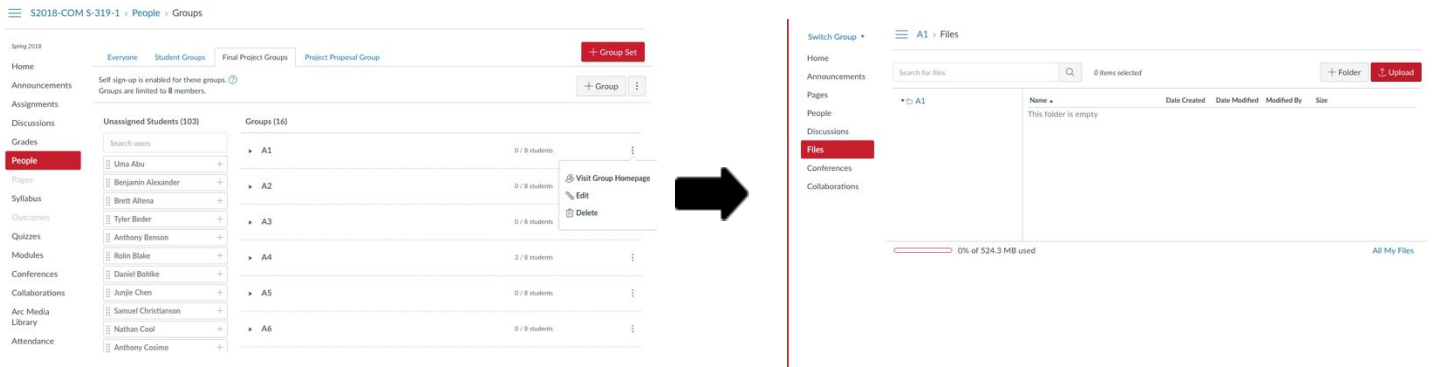 S2018-COM S-319-1 › People › Groups
Spring 2018
Home
Announcements
Assignments
Discussions
Grades
People
Pages
Syllabus
Outcomes
Quizzes
Modules
Conferences
Collaborations
Arc Media
Library
Attendance
Everyone Student Groups Final Project Groups Project Proposal Group
+ Group Set
Self sign-up is enabled for these groups. ?
Groups are limited to 8 members.
+ Group
Unassigned Students (103)
Search users
Uma Abu +
Benjamin Alexander +
Brett Altena +
Tyler Beder +
Anthony Benson +
Rolin Blake +
Daniel Bohlke +
Junjie Chen +
Samuel Christianson +
Nathan Cool +
Anthony Cosimo +
Groups (16)
A1 0 / 8 students
A2 0 / 8 students
A3 0 / 8 students
A4 3 / 8 students
A5 0 / 8 students
A6 0 / 8 students
Visit Group Homepage
Edit
Delete
Switch Group
Home
Announcements
Pages
People
Discussions
Files
Conferences
Collaborations
A1 › Files
Search for files
0 items selected
+ Folder
Upload
A1
Name Date Created Date Modified Modified By Size
This folder is empty
0% of 524.3 MB used
All My Files